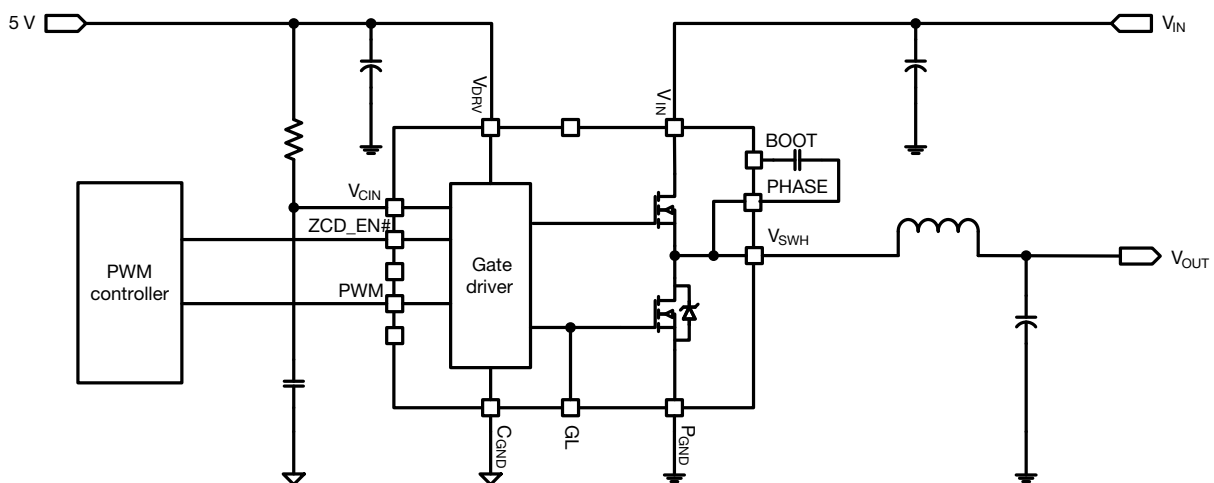 5 V
VIN
VDRV
VIN
BOOT
PHASE
VCIN
ZCD_EN#
VSWH
PWM
controller
Gate
driver
VOUT
PWM
CGND
GL
PGND